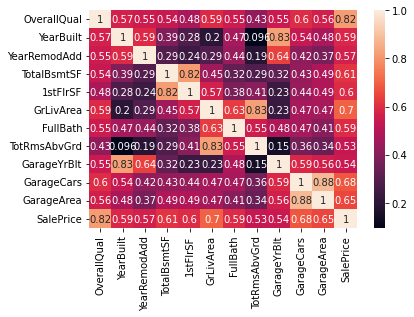 OverallQual 1 0.57 0.55 0.54 0.48 0.59 0.55 0.43 0.55 0.6 0.56 0.82
YearBuilt 0.57 1 0.59 0.39 0.28 0.2 0.47 0.096 0.83 0.54 0.48 0.59
YearRemodAdd 0.55 0.59 1 0.29 0.24 0.29 0.44 0.19 0.64 0.42 0.37 0.57
TotalBsmtSF 0.54 0.39 0.29 1 0.82 0.45 0.32 0.29 0.32 0.43 0.49 0.61
1stFlrSF 0.48 0.28 0.24 0.82 1 0.57 0.38 0.41 0.23 0.44 0.49 0.6
GrLivArea 0.59 0.2 0.29 0.45 0.57 1 0.63 0.83 0.23 0.47 0.47 0.7
FullBath 0.55 0.47 0.44 0.32 0.38 0.63 1 0.55 0.48 0.47 0.41 0.59
TotRmsAbvGrd 0.43 0.096 0.19 0.29 0.41 0.83 0.55 1 0.15 0.36 0.34 0.53
GarageYrBlt 0.55 0.83 0.64 0.32 0.23 0.23 0.48 0.15 1 0.59 0.56 0.54
GarageCars 0.6 0.54 0.42 0.43 0.44 0.47 0.47 0.36 0.59 1 0.88 0.68
GarageArea 0.56 0.48 0.37 0.49 0.49 0.47 0.41 0.34 0.56 0.88 1 0.65
SalePrice 0.82 0.59 0.57 0.61 0.6 0.7 0.59 0.53 0.54 0.68 0.65 1
OverallQual
YearBuilt
YearRemodAdd
TotalBsmtSF
1stFlrSF
GrLivArea
FullBath
TotRmsAbvGrd
GarageYrBlt
GarageCars
GarageArea
SalePrice
1.0
0.8
0.6
0.4
0.2